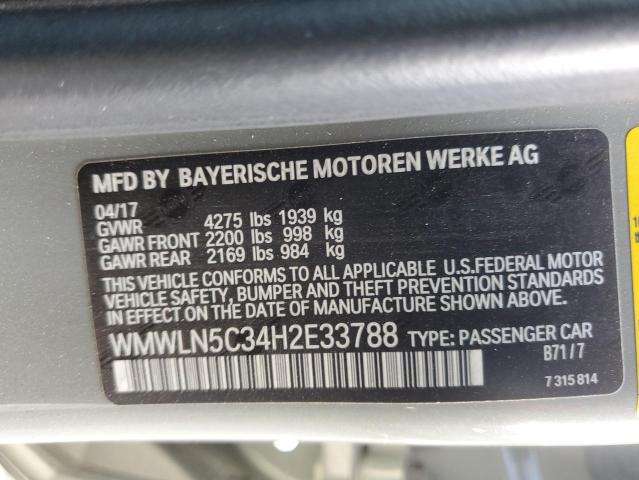 MFD BY BAYERISCHE MOTOREN WERKE AG
04/17
GVWR 4275 lbs 1939 kg
GAWR FRONT 2200 lbs 998 kg
GAWR REAR 2169 lbs 984 kg
THIS VEHICLE CONFORMS TO ALL APPLICABLE U.S.FEDERAL MOTOR
VEHICLE SAFETY, BUMPER AND THEFT PREVENTION STANDARDS
IN EFFECT ON THE DATE OF MANUFACTURE SHOWN ABOVE.
WMWLN5C34H2E33788 TYPE: PASSENGER CAR
B71/7
7 315 814